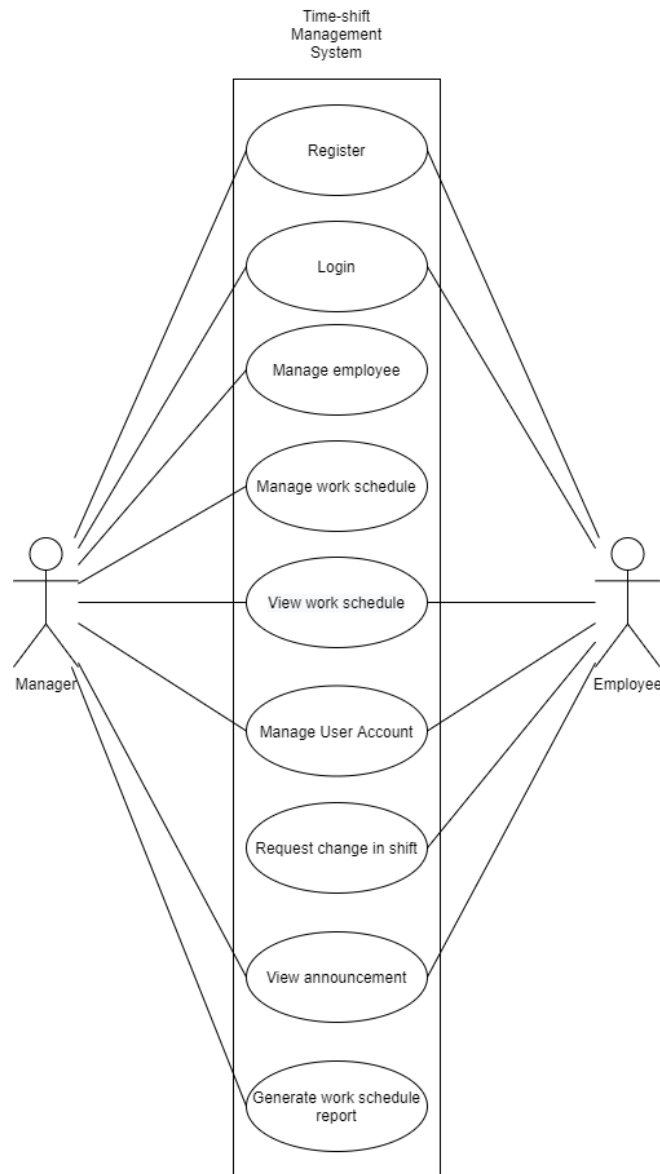 Time-shift
Management
System
Register
Login
Manage employee
Manage work schedule
View work schedule
Manager
Employee
Manage User Account
Request change in shift
View announcement
Generate work schedule
report